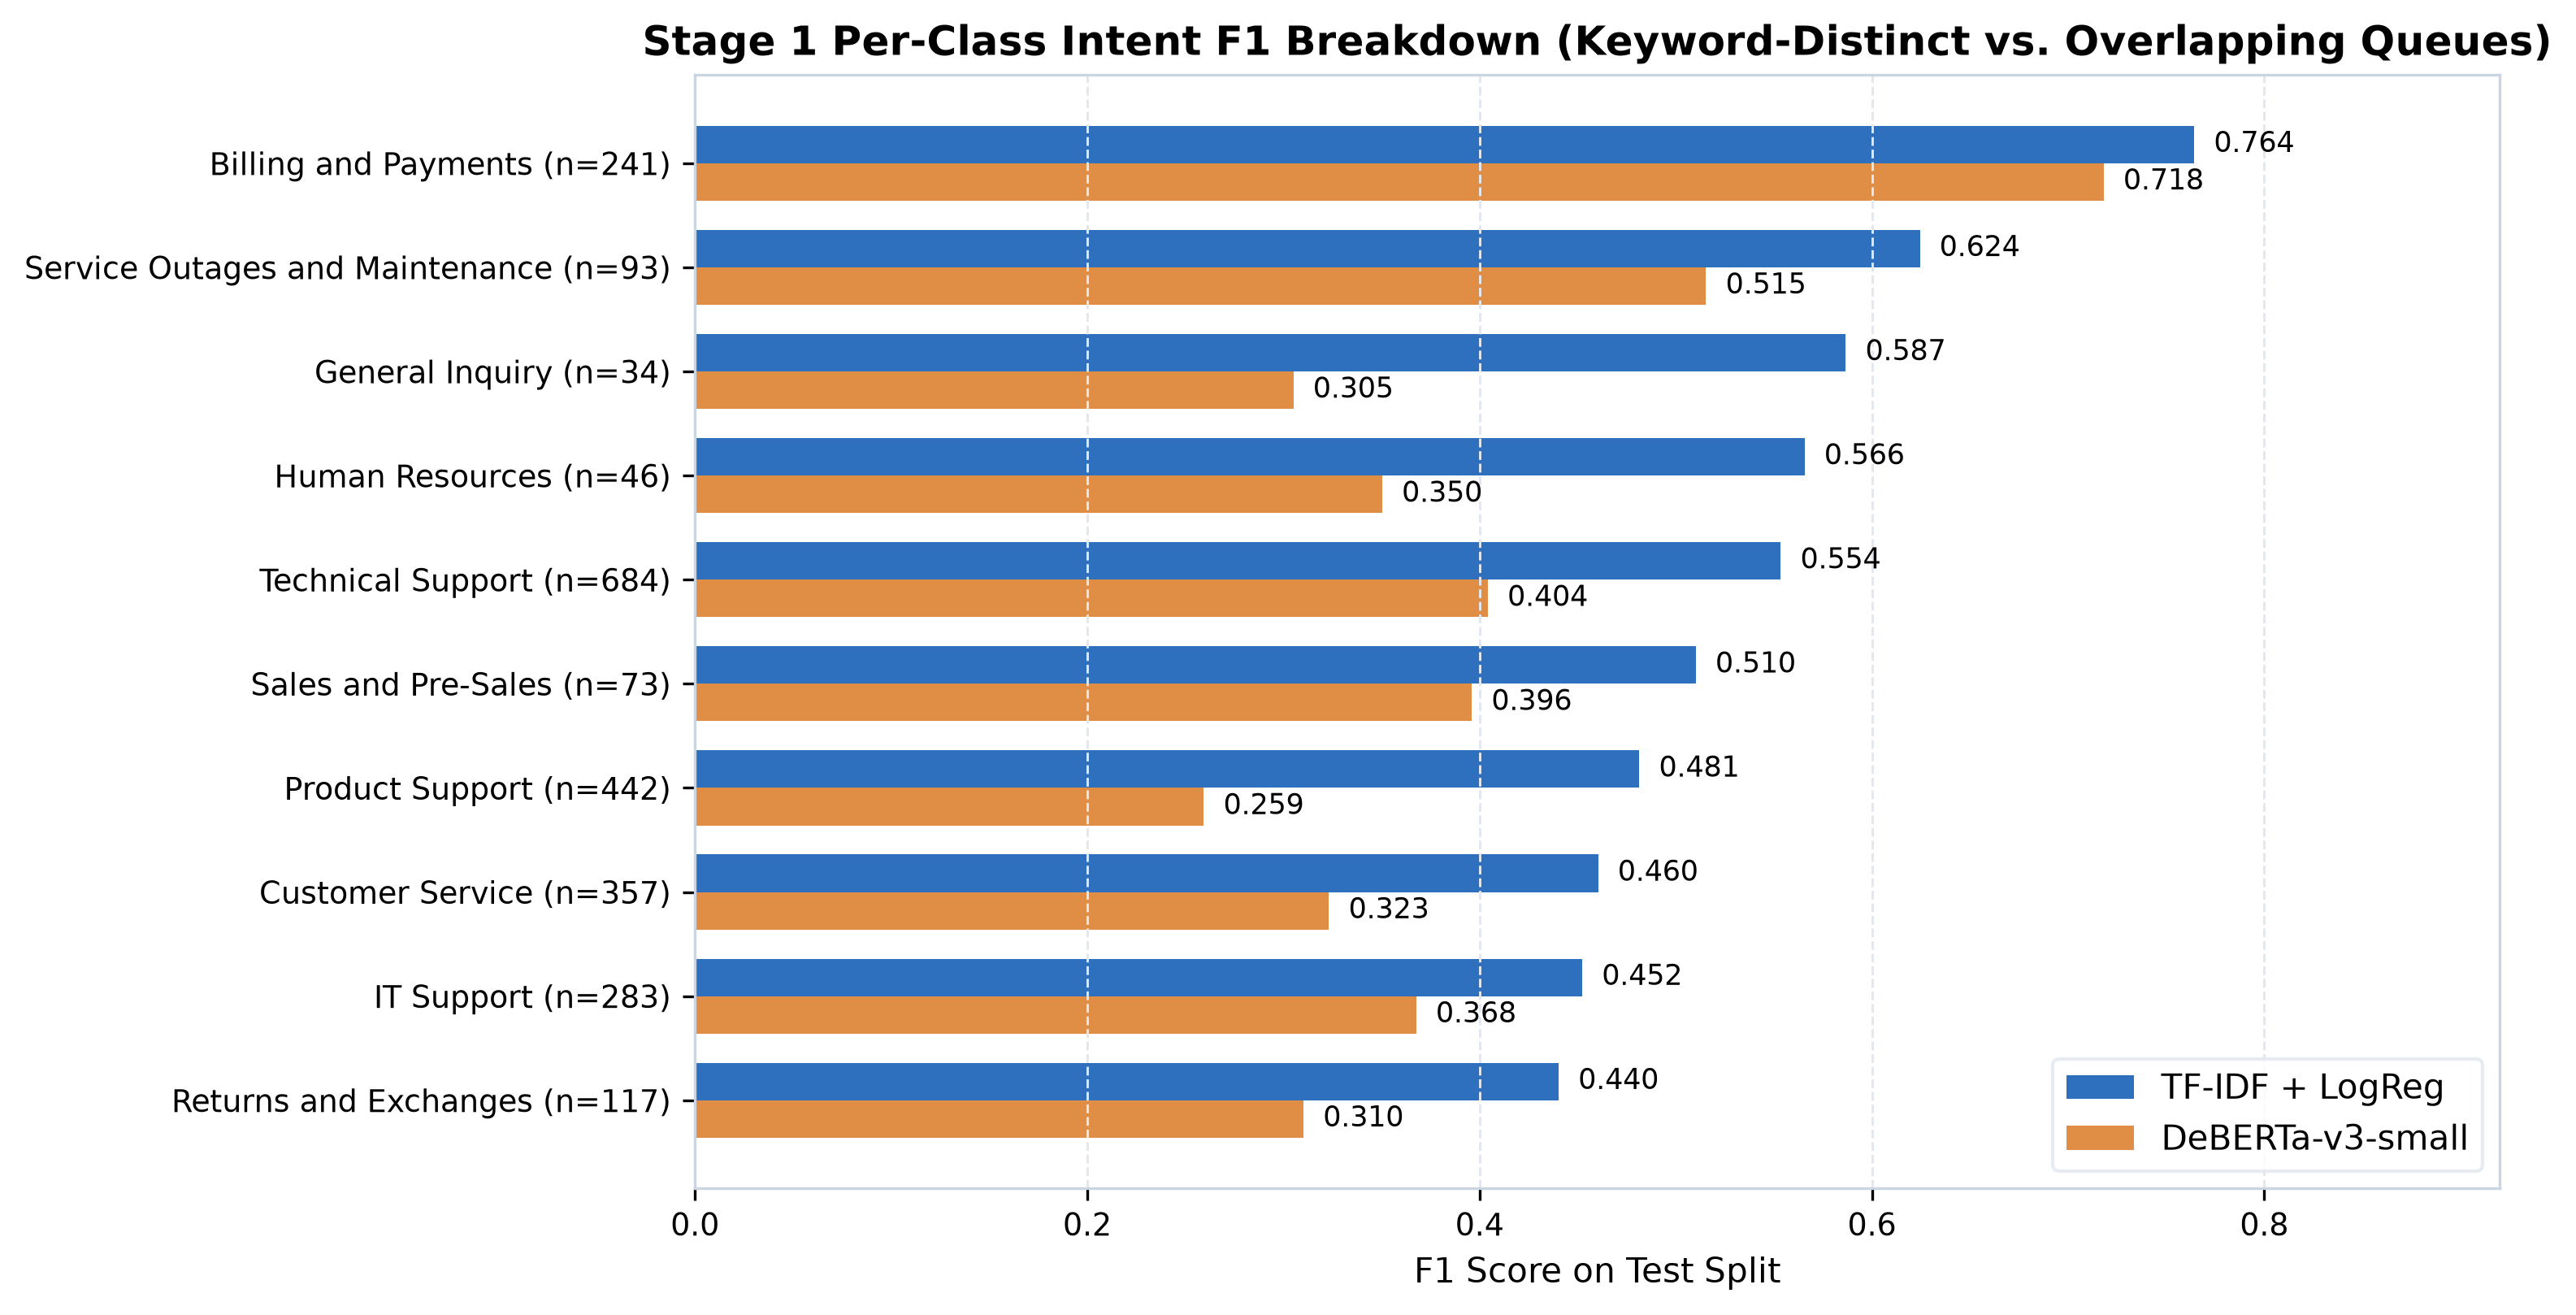 Stage 1 Per-Class Intent F1 Breakdown (Keyword-Distinct vs. Overlapping Queues)
Billing and Payments (n=241)
0.764
0.718
Service Outages and Maintenance (n=93)
0.624
0.515
General Inquiry (n=34)
0.587
0.305
Human Resources (n=46)
0.566
0.350
Technical Support (n=684)
0.554
0.404
Sales and Pre-Sales (n=73)
0.510
0.396
Product Support (n=442)
0.481
0.259
Customer Service (n=357)
0.460
0.323
IT Support (n=283)
0.452
0.368
Returns and Exchanges (n=117)
0.440
0.310
TF-IDF + LogReg
DeBERTa-v3-small
0.0 0.2 0.4 0.6 0.8
F1 Score on Test Split